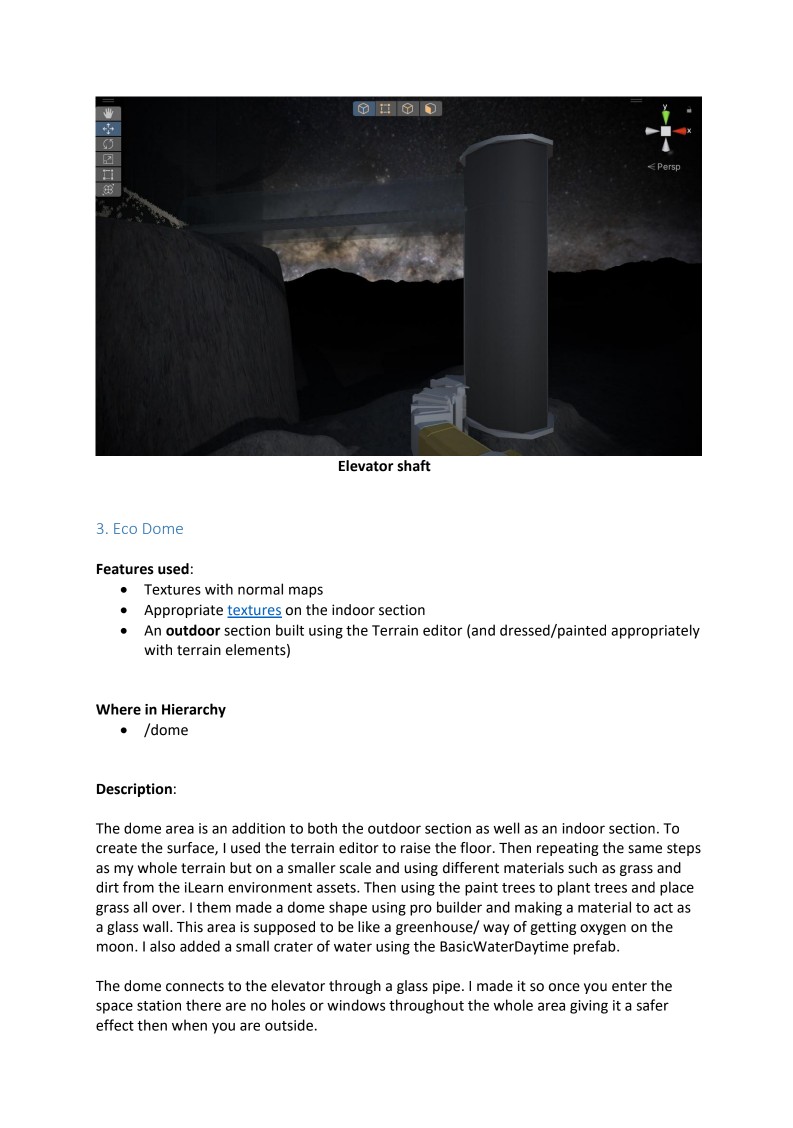 y
x
< Persp
Elevator shaft
3. Eco Dome
Features used:
• Textures with normal maps
• Appropriate textures on the indoor section
• An outdoor section built using the Terrain editor (and dressed/painted appropriately
with terrain elements)
Where in Hierarchy
• /dome
Description:
The dome area is an addition to both the outdoor section as well as an indoor section. To
create the surface, I used the terrain editor to raise the floor. Then repeating the same steps
as my whole terrain but on a smaller scale and using different materials such as grass and
dirt from the iLearn environment assets. Then using the paint trees to plant trees and place
grass all over. I them made a dome shape using pro builder and making a material to act as
a glass wall. This area is supposed to be like a greenhouse/ way of getting oxygen on the
moon. I also added a small crater of water using the BasicWaterDaytime prefab.
The dome connects to the elevator through a glass pipe. I made it so once you enter the
space station there are no holes or windows throughout the whole area giving it a safer
effect then when you are outside.